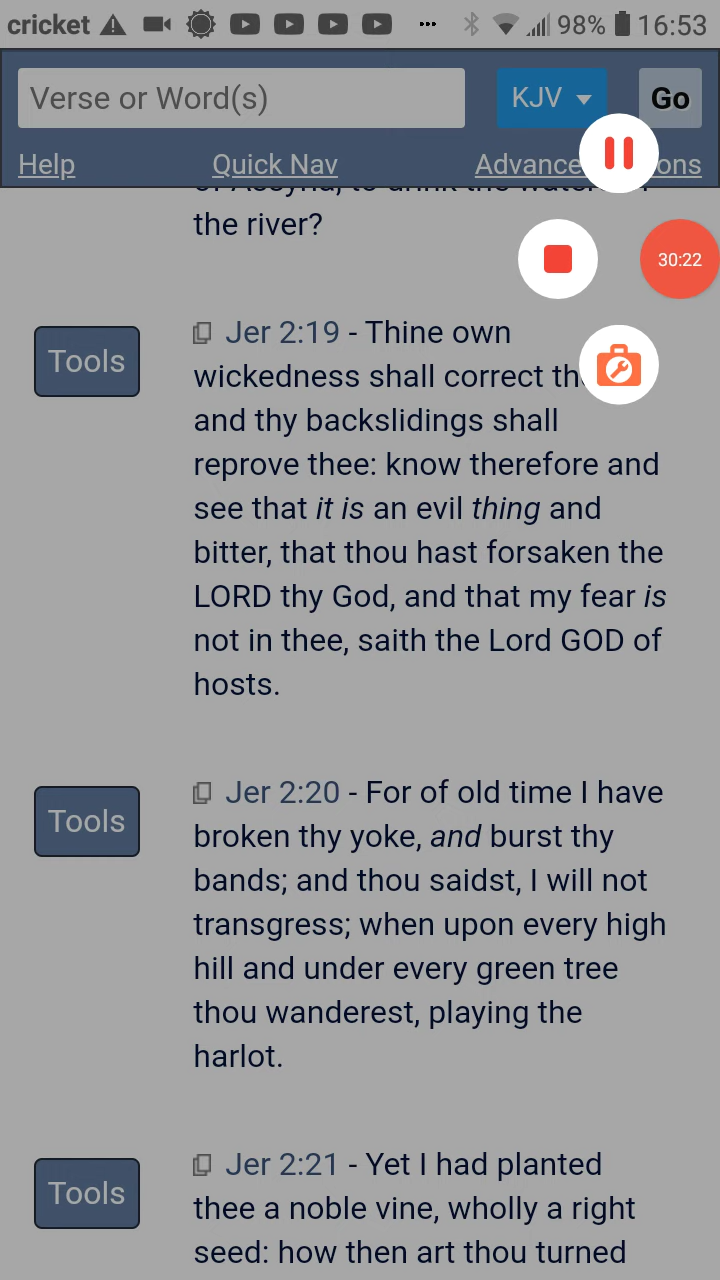 cricket 98% 16:53
Verse or Word(s) KJV Go
Help Quick Nav Advance ons
the river?
30:22
Tools
Jer 2:19 - Thine own
wickedness shall correct th
and thy backslidings shall
reprove thee: know therefore and
see that it is an evil thing and
bitter, that thou hast forsaken the
LORD thy God, and that my fear is
not in thee, saith the Lord GOD of
hosts.
Tools
Jer 2:20 - For of old time I have
broken thy yoke, and burst thy
bands; and thou saidst, I will not
transgress; when upon every high
hill and under every green tree
thou wanderest, playing the
harlot.
Tools
Jer 2:21 - Yet I had planted
thee a noble vine, wholly a right
seed: how then art thou turned